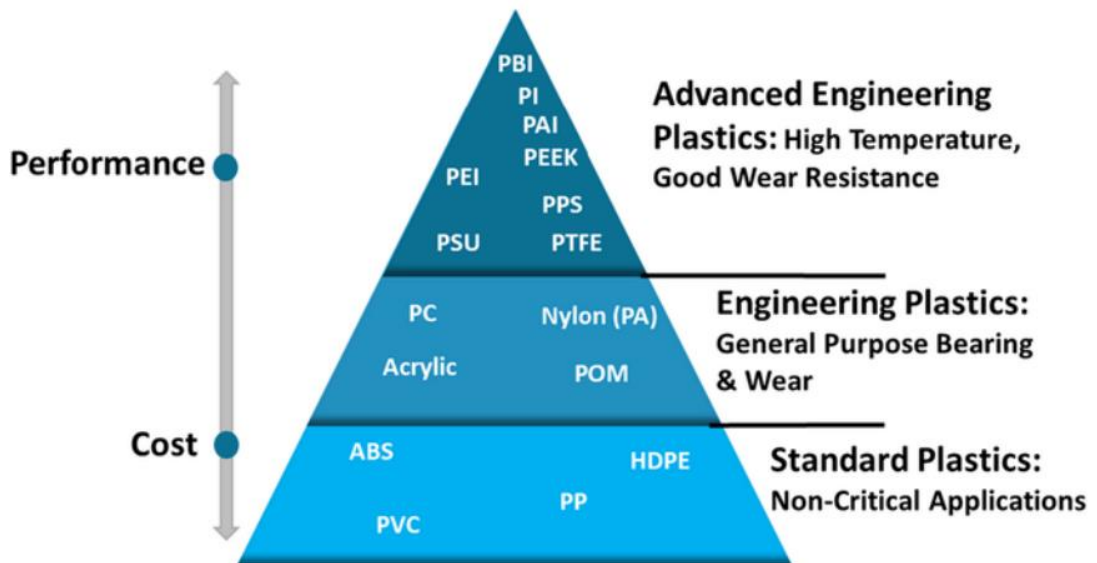 Performance
Cost
PBI
PI
PAI
PEEK
PEI
PPS
PSU
PTFE
Advanced Engineering
Plastics: High Temperature,
Good Wear Resistance
PC
Nylon (PA)
Acrylic
POM
Engineering Plastics:
General Purpose Bearing
& Wear
ABS
HDPE
PP
PVC
Standard Plastics:
Non-Critical Applications